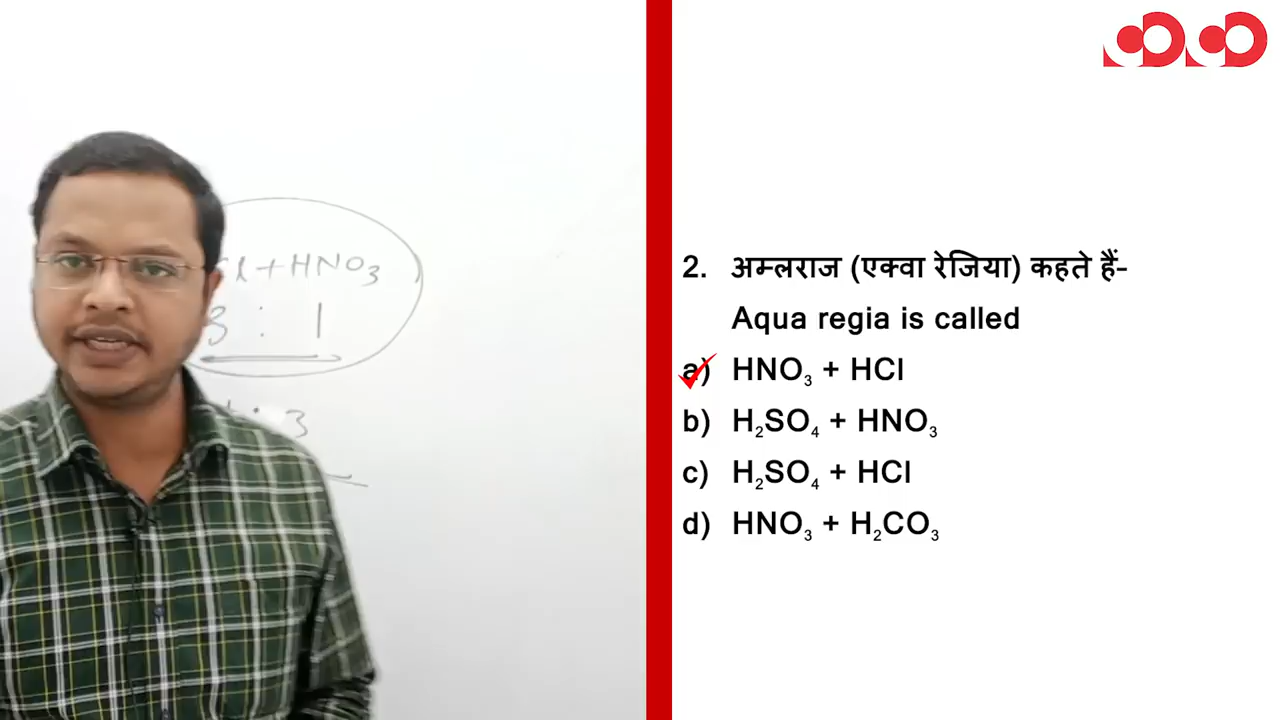 + HNO₃
3 : 1
: 3
2. अम्लराज (एक्वा रेजिया) कहते हैं–
Aqua regia is called
a) HNO₃ + HCl
b) H₂SO₄ + HNO₃
c) H₂SO₄ + HCl
d) HNO₃ + H₂CO₃